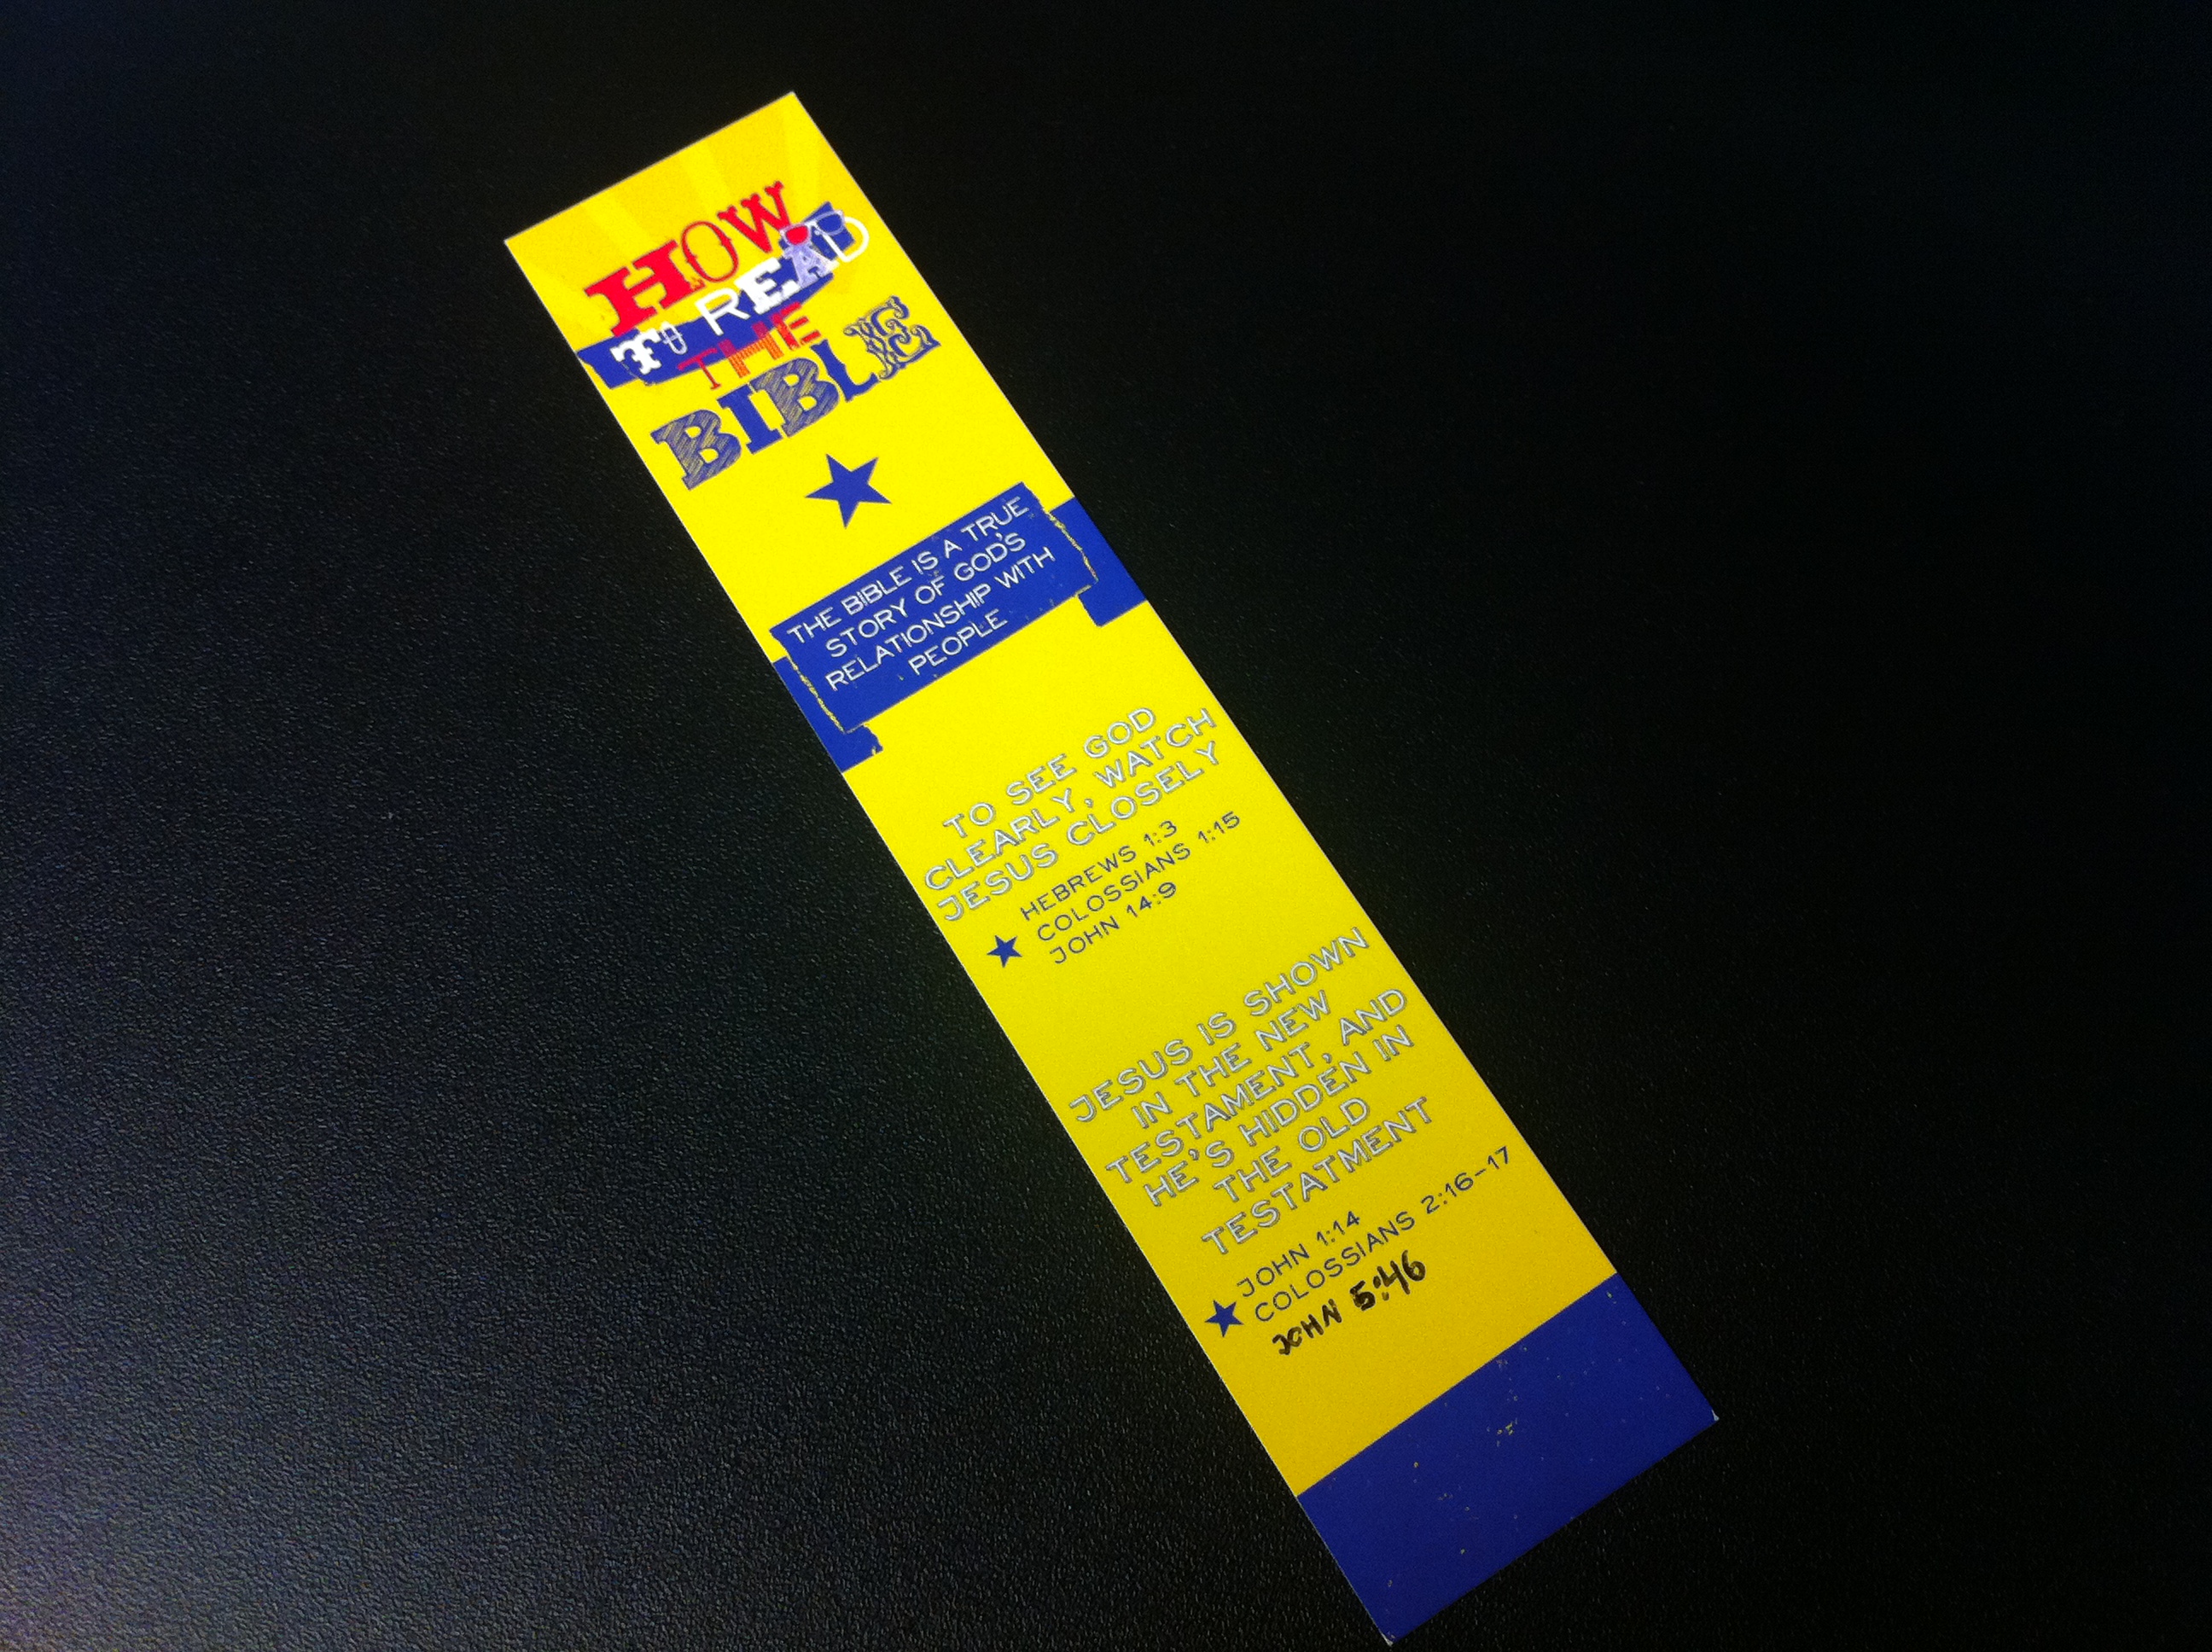 HOW
TO READ
THE
BIBLE
THE BIBLE IS A TRUE
STORY OF GOD'S
RELATIONSHIP WITH
PEOPLE
TO SEE GOD
CLEARLY, WATCH
JESUS CLOSELY
HEBREWS 1:3
COLOSSIANS 1:15
JOHN 14:9
JESUS IS SHOWN
IN THE NEW
TESTAMENT, AND
HE'S HIDDEN IN
THE OLD
TESTATMENT
JOHN 1:14
COLOSSIANS 2:16-17
JOHN 5:46